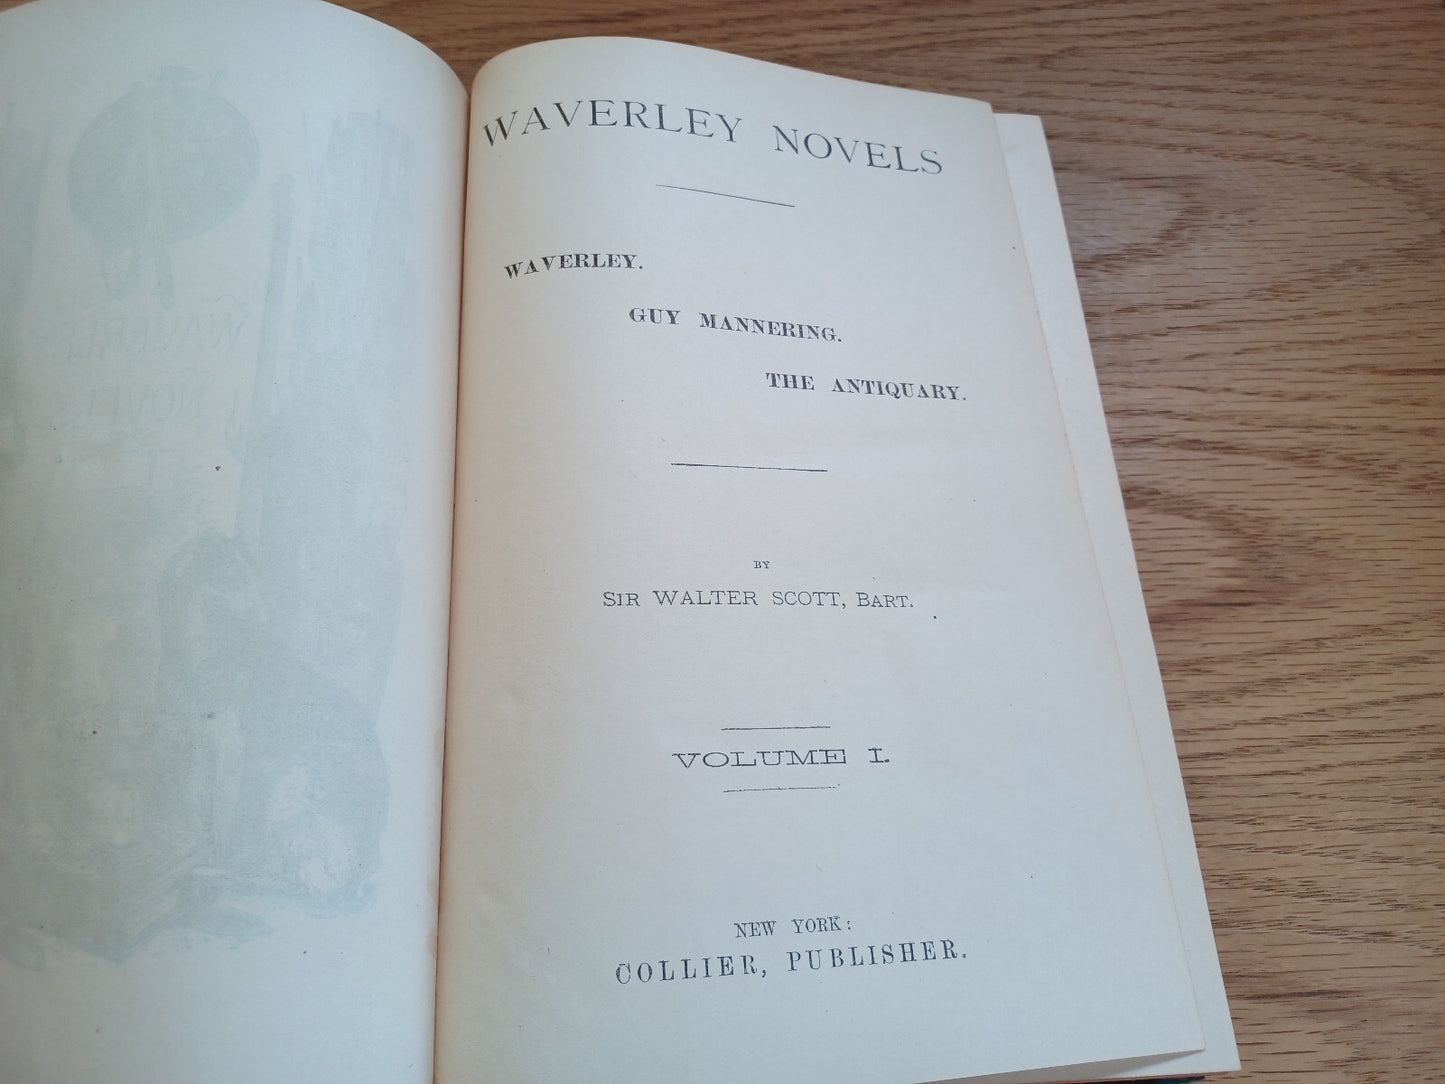 WAVERLEY NOVELS
WAVERLEY.
GUY MANNERING.
THE ANTIQUARY.
BY
SIR WALTER SCOTT, BART.
VOLUME I.
NEW YORK:
COLLIER, PUBLISHER.